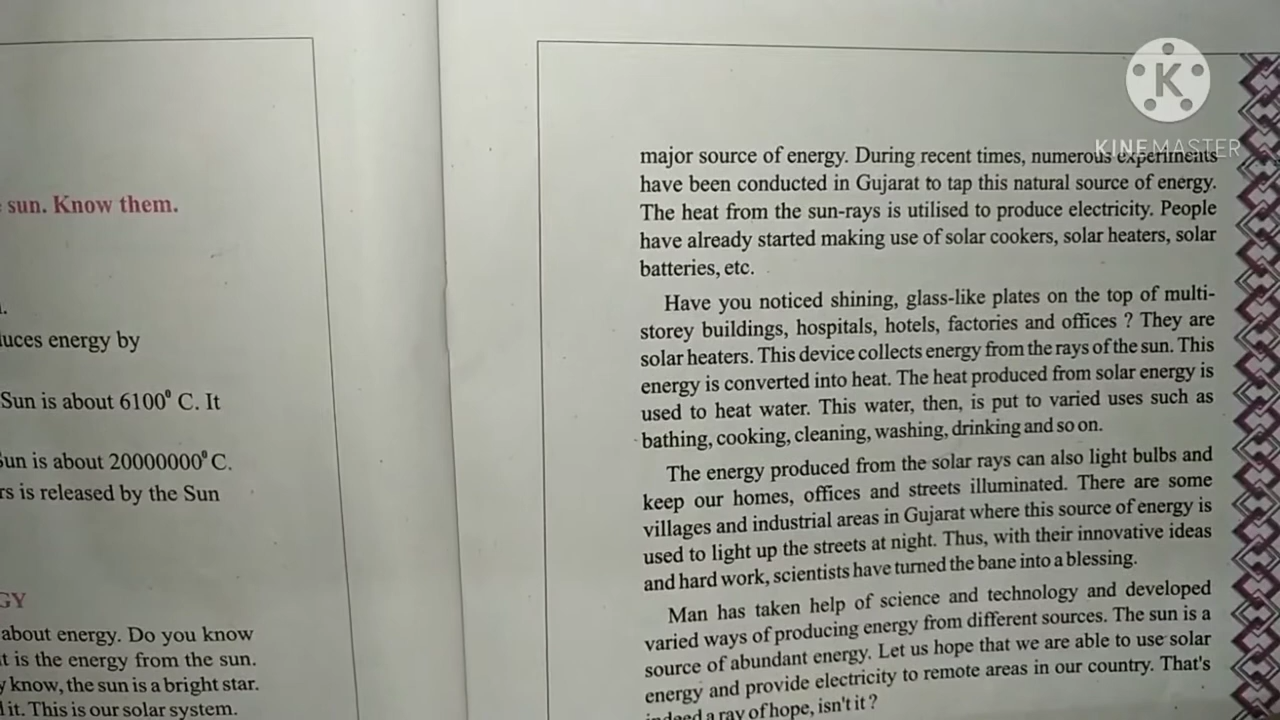 sun. Know them.
uces energy by
Sun is about 6100⁰ C. It
Sun is about 20000000⁰ C.
rs is released by the Sun
GY
about energy. Do you know
t is the energy from the sun.
y know, the sun is a bright star.
it. This is our solar system.
K
KINEMASTER
major source of energy. During recent times, numerous experiments
have been conducted in Gujarat to tap this natural source of energy.
The heat from the sun-rays is utilised to produce electricity. People
have already started making use of solar cookers, solar heaters, solar
batteries, etc.
Have you noticed shining, glass-like plates on the top of multi-
storey buildings, hospitals, hotels, factories and offices ? They are
solar heaters. This device collects energy from the rays of the sun. This
energy is converted into heat. The heat produced from solar energy is
used to heat water. This water, then, is put to varied uses such as
bathing, cooking, cleaning, washing, drinking and so on.
The energy produced from the solar rays can also light bulbs and
keep our homes, offices and streets illuminated. There are some
villages and industrial areas in Gujarat where this source of energy is
used to light up the streets at night. Thus, with their innovative ideas
and hard work, scientists have turned the bane into a blessing.
Man has taken help of science and technology and developed
varied ways of producing energy from different sources. The sun is a
source of abundant energy. Let us hope that we are able to use solar
energy and provide electricity to remote areas in our country. That's
indeed a ray of hope, isn't it ?